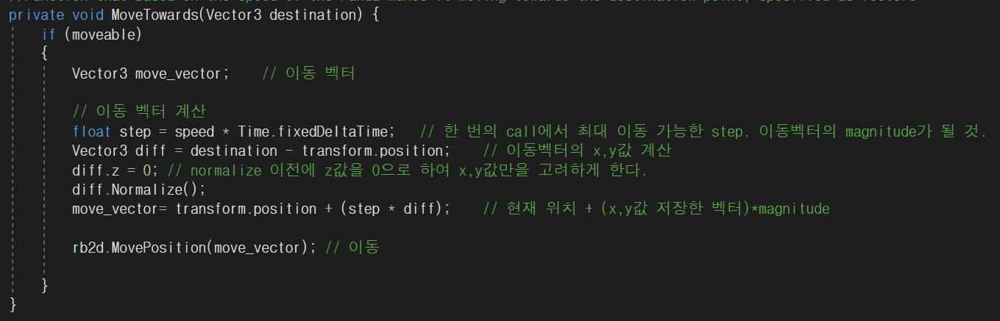 private void MoveTowards(Vector3 destination) {
if (moveable)
{
Vector3 move_vector;    // 이동 벡터
// 이동 벡터 계산
float step = speed * Time.fixedDeltaTime;   // 한 번의 call에서 최대 이동 가능한 step. 이동벡터의 magnitude가 될 것.
Vector3 diff = destination - transform.position;    // 이동벡터의 x,y값 계산
diff.z = 0; // normalize 이전에 z값을 0으로 하여 x,y값만을 고려하게 한다.
diff.Normalize();
move_vector= transform.position + (step * diff);    // 현재 위치 + (x,y값 저장한 벡터)*magnitude
rb2d.MovePosition(move_vector); // 이동
}
}